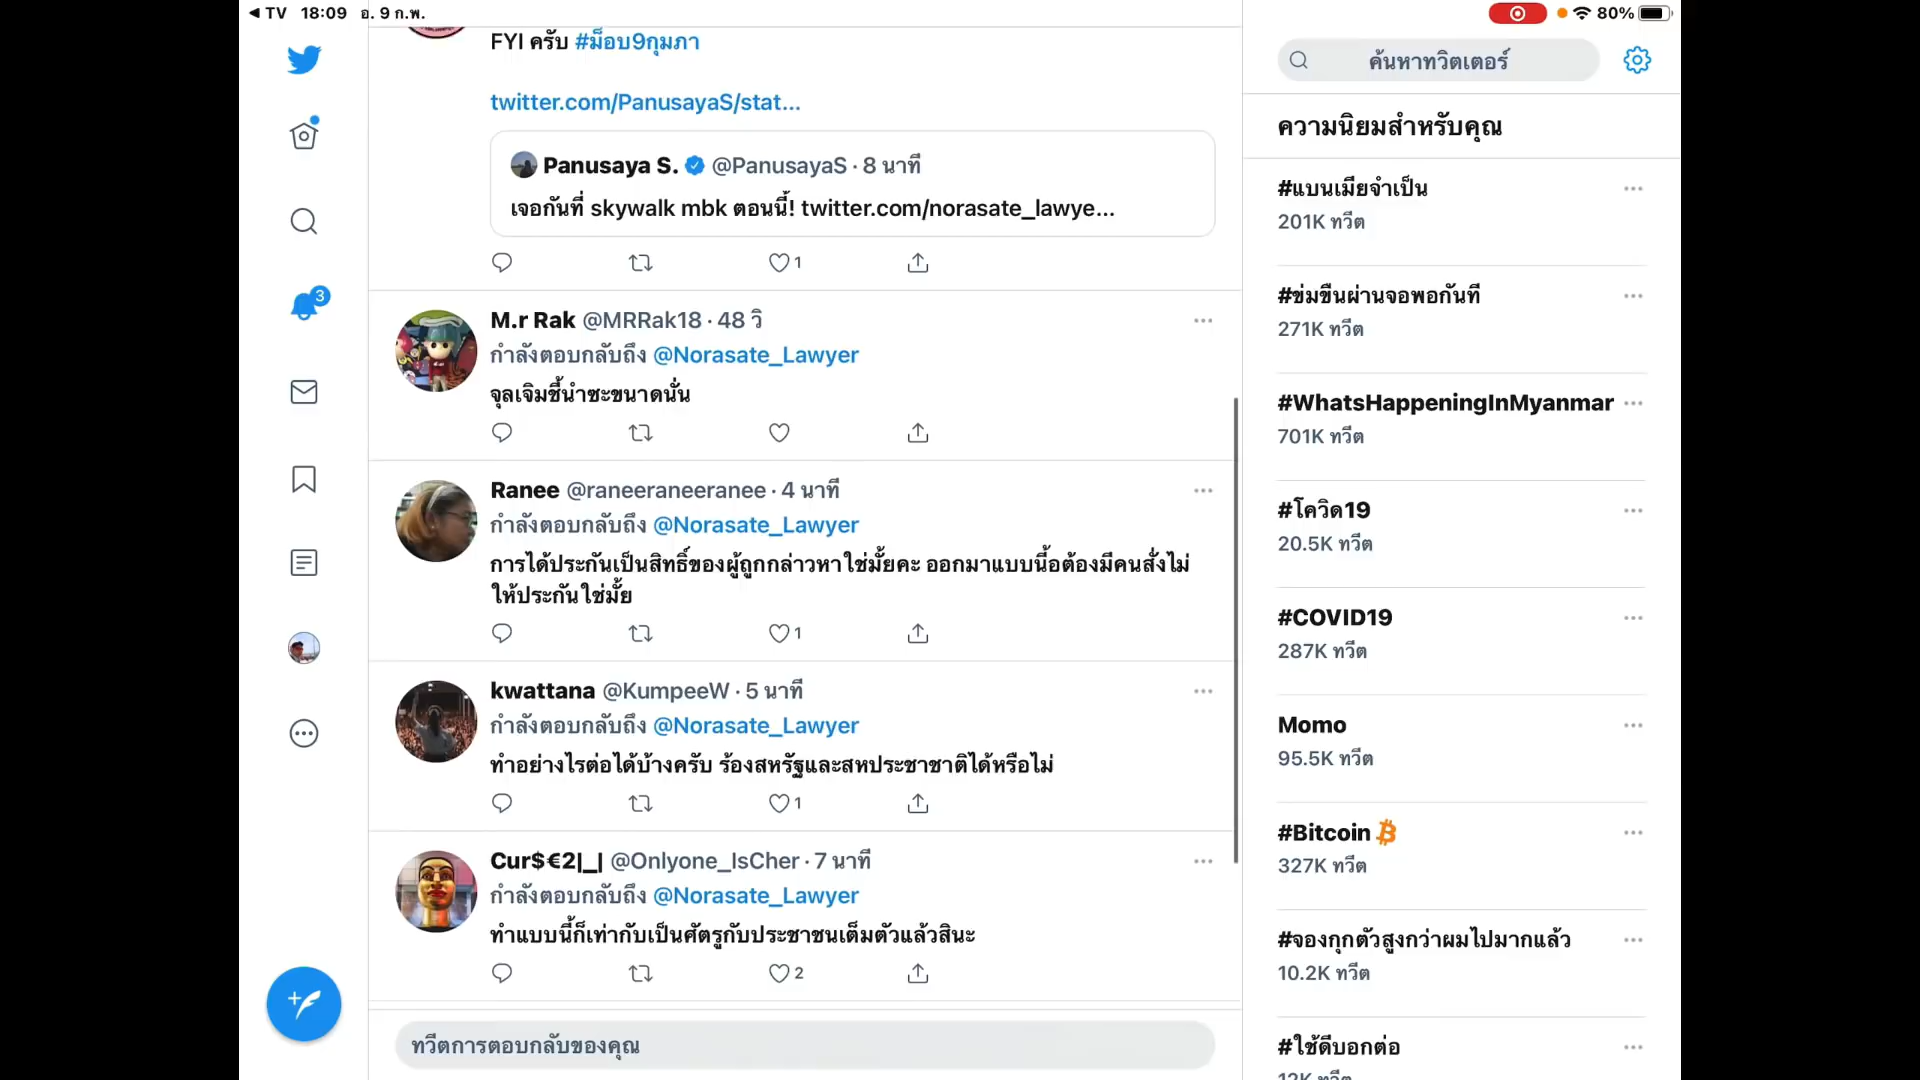 TV 18:09 อ. 9 ก.พ.
80%
FYI ครับ #ม็อบ9กุมภา
twitter.com/PanusayaS/stat...
Panusaya S. @PanusayaS · 8 นาที
เจอกันที่ skywalk mbk ตอนนี้! twitter.com/norasate_lawye...
1
M.r Rak @MRRak18 · 48 วิ
กำลังตอบกลับถึง @Norasate_Lawyer
จุลเจิมชี้นำซะขนาดนั่น
Ranee @raneeraneeranee · 4 นาที
กำลังตอบกลับถึง @Norasate_Lawyer
การได้ประกันเป็นสิทธิ์ของผู้ถูกกล่าวหาใช่มั้ยคะ ออกมาแบบนี้อต้องมีคนสั่งไม่
ให้ประกันใช่มั้ย
1
kwattana @KumpeeW · 5 นาที
กำลังตอบกลับถึง @Norasate_Lawyer
ทำอย่างไรต่อได้บ้างครับ ร้องสหรัฐและสหประชาชาติได้หรือไม่
1
Cur$€2|_| @Onlyone_IsCher · 7 นาที
กำลังตอบกลับถึง @Norasate_Lawyer
ทำแบบนี้ก็เท่ากับเป็นศัตรูกับประชาชนเต็มตัวแล้วสินะ
2
ทวีตการตอบกลับของคุณ
3
ค้นหาทวิตเตอร์
ความนิยมสำหรับคุณ
#แบนเมียจำเป็น
201K ทวีต
#ข่มขืนผ่านจอพอกันที
271K ทวีต
#WhatsHappeningInMyanmar
701K ทวีต
#โควิด19
20.5K ทวีต
#COVID19
287K ทวีต
Momo
95.5K ทวีต
#Bitcoin
327K ทวีต
#จองกุกตัวสูงกว่าผมไปมากแล้ว
10.2K ทวีต
#ใช้ดีบอกต่อ
12K ทวีต